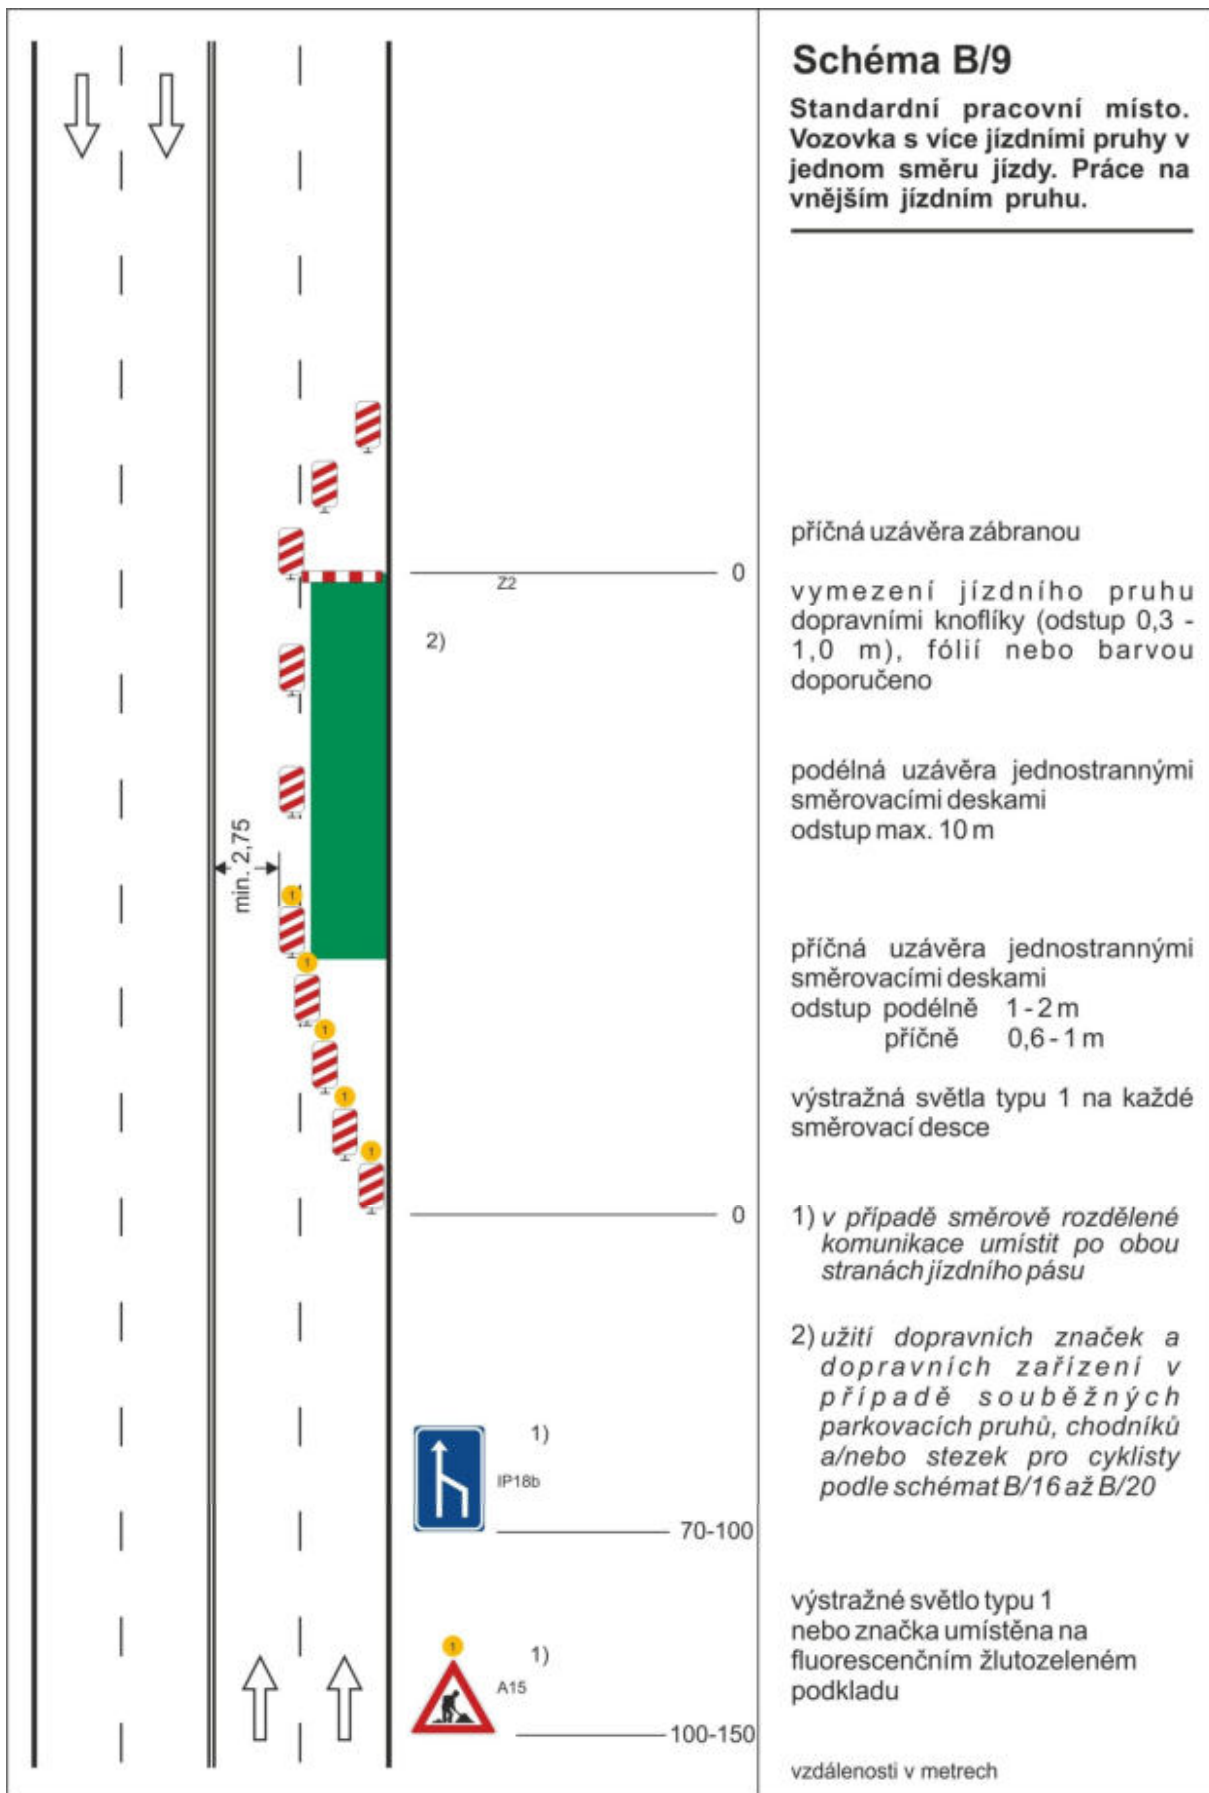 Schéma B/9
Standardní pracovní místo.
Vozovka s více jízdními pruhy v
jednom směru jízdy. Práce na
vnějším jízdním pruhu.
příčná uzávěra zábranou
0
Z2
vymezení jízdního pruhu
dopravními knoflíky (odstup 0,3 -
1,0 m), fólií nebo barvou
doporučeno
2)
podélná uzávěra jednostrannými
směrovacími deskami
odstup max. 10 m
min. 2,75
1
příčná uzávěra jednostrannými
směrovacími deskami
odstup podélně 1 - 2 m
příčně 0,6 - 1 m
1
1
1
1
výstražná světla typu 1 na každé
směrovací desce
0
1) v případě směrově rozdělené
komunikace umístit po obou
stranách jízdního pásu
2) užití dopravních značek a
dopravních zařízení v
případě souběžných
parkovacích pruhů, chodníků
a/nebo stezek pro cyklisty
podle schémat B/16 až B/20
1)
IP18b
70-100
výstražné světlo typu 1
nebo značka umístěna na
fluorescenčním žlutozeleném
podkladu
1
1)
A15
100-150
vzdálenosti v metrech